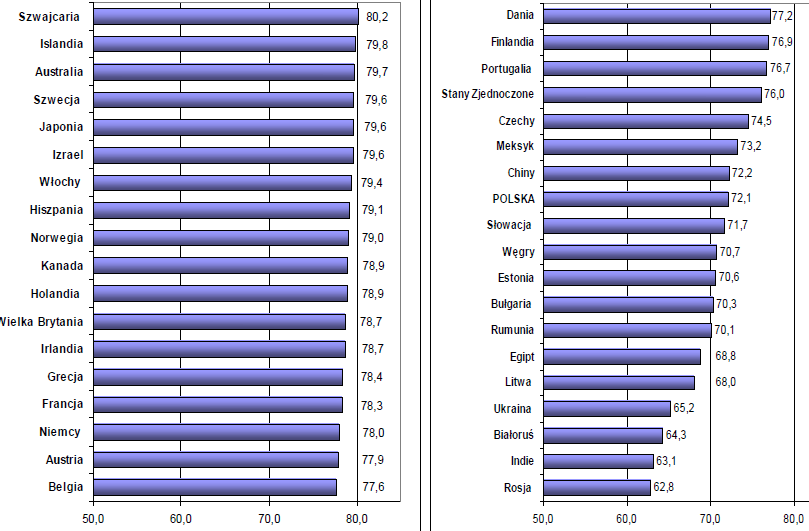 Szwajcaria 80,2
Islandia 79,8
Australia 79,7
Szwecja 79,6
Japonia 79,6
Izrael 79,6
Włochy 79,4
Hiszpania 79,1
Norwegia 79,0
Kanada 78,9
Holandia 78,9
Wielka Brytania 78,7
Irlandia 78,7
Grecja 78,4
Francja 78,3
Niemcy 78,0
Austria 77,9
Belgia 77,6
50,0 60,0 70,0 80,0
Dania 77,2
Finlandia 76,9
Portugalia 76,7
Stany Zjednoczone 76,0
Czechy 74,5
Meksyk 73,2
Chiny 72,2
POLSKA 72,1
Słowacja 71,7
Węgry 70,7
Estonia 70,6
Bułgaria 70,3
Rumunia 70,1
Egipt 68,8
Litwa 68,0
Ukraina 65,2
Białoruś 64,3
Indie 63,1
Rosja 62,8
50,0 60,0 70,0 80,0